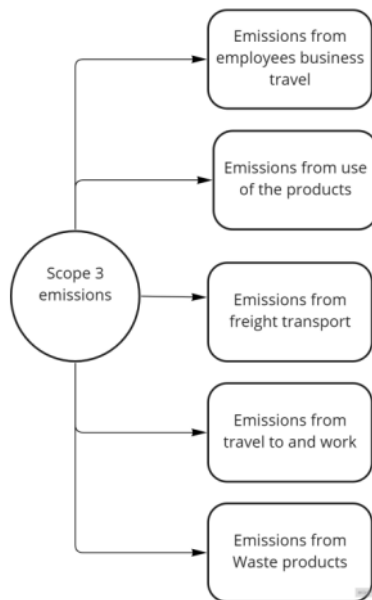 Emissions from
employees business
travel
Emissions from use
of the products
Scope 3
emissions
Emissions from
freight transport
Emissions from
travel to and work
Emissions from
Waste products